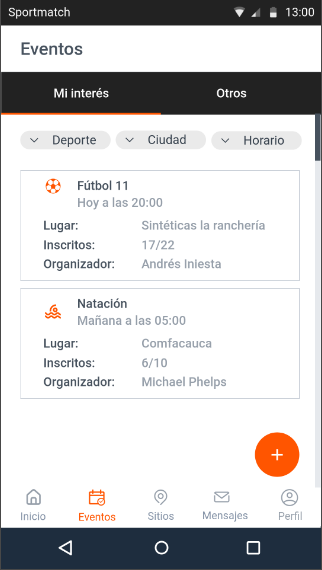 Sportmatch 13:00
Eventos
Mi interés Otros
Deporte Ciudad Horario
Fútbol 11
Hoy a las 20:00
Lugar: Sintéticas la ranchería
Inscritos: 17/22
Organizador: Andrés Iniesta
Natación
Mañana a las 05:00
Lugar: Comfacauca
Inscritos: 6/10
Organizador: Michael Phelps
+
Inicio Eventos Sitios Mensajes Perfil